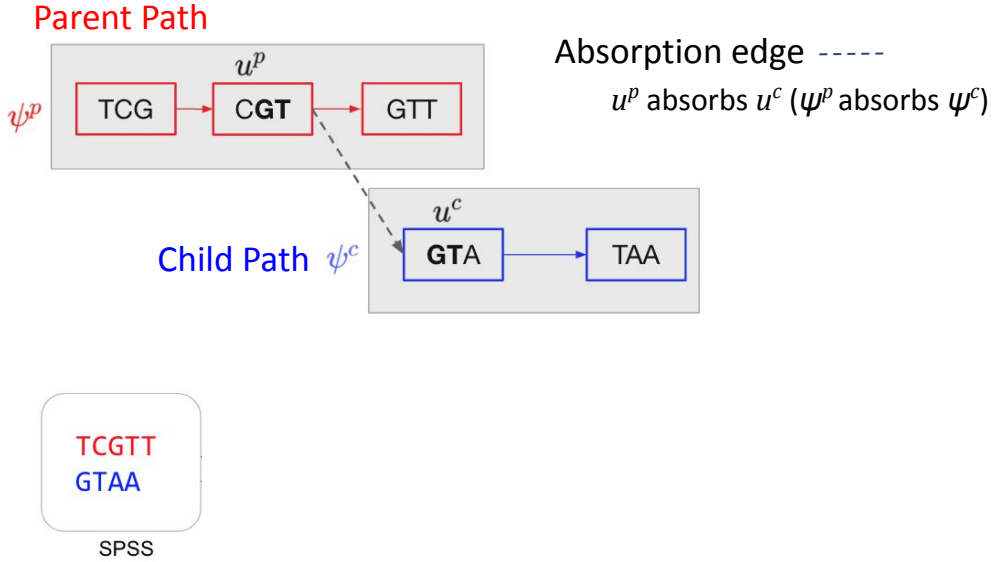 Parent Path
Absorption edge -----
u^p
u^p absorbs u^c (ψ^p absorbs ψ^c)
ψ^p
TCG
CGT
GTT
u^c
Child Path ψ^c
GTA
TAA
TCGTT
GTAA
SPSS